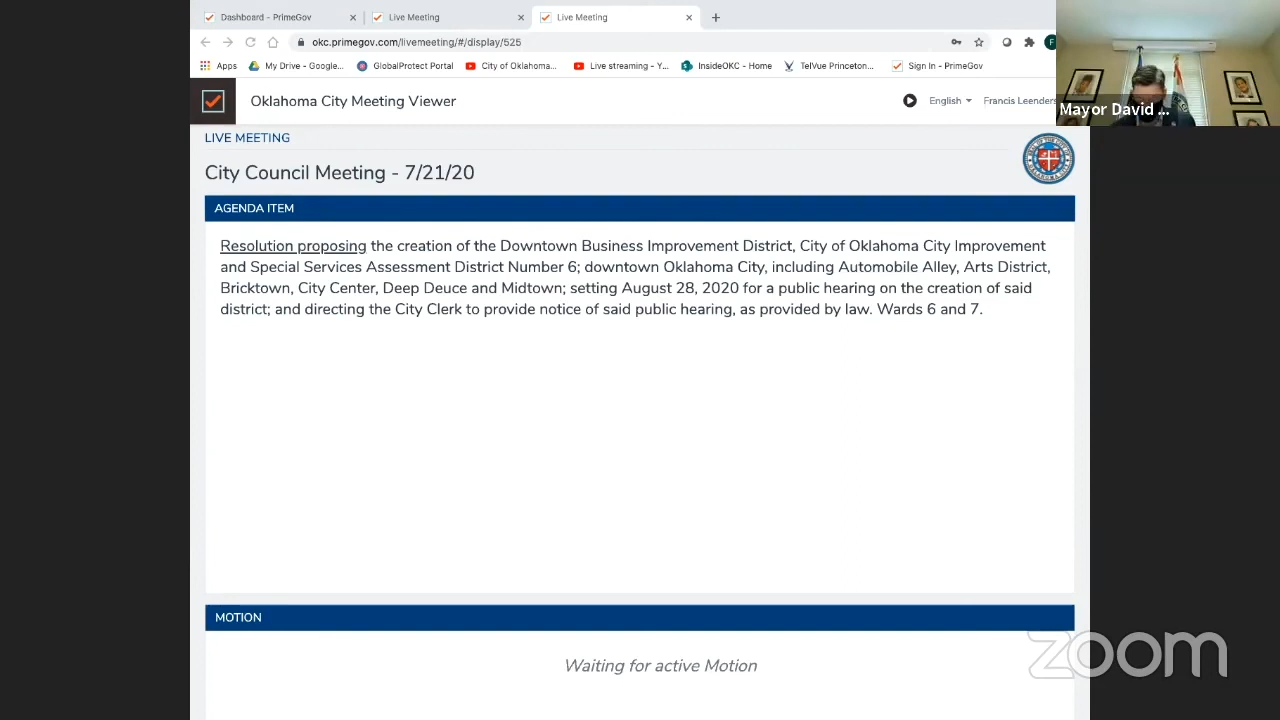 Dashboard - PrimeGov
Live Meeting
Live Meeting
okc.primegov.com/livemeeting/#/display/525
Apps
My Drive - Google...
GlobalProtect Portal
City of Oklahoma...
Live streaming - Y...
InsideOKC - Home
TelVue Princeton...
Sign In - PrimeGov
Oklahoma City Meeting Viewer
English
Francis Leenders
Mayor David ...
LIVE MEETING
City Council Meeting - 7/21/20
AGENDA ITEM
Resolution proposing the creation of the Downtown Business Improvement District, City of Oklahoma City Improvement
and Special Services Assessment District Number 6; downtown Oklahoma City, including Automobile Alley, Arts District,
Bricktown, City Center, Deep Deuce and Midtown; setting August 28, 2020 for a public hearing on the creation of said
district; and directing the City Clerk to provide notice of said public hearing, as provided by law. Wards 6 and 7.
MOTION
Waiting for active Motion
zoom